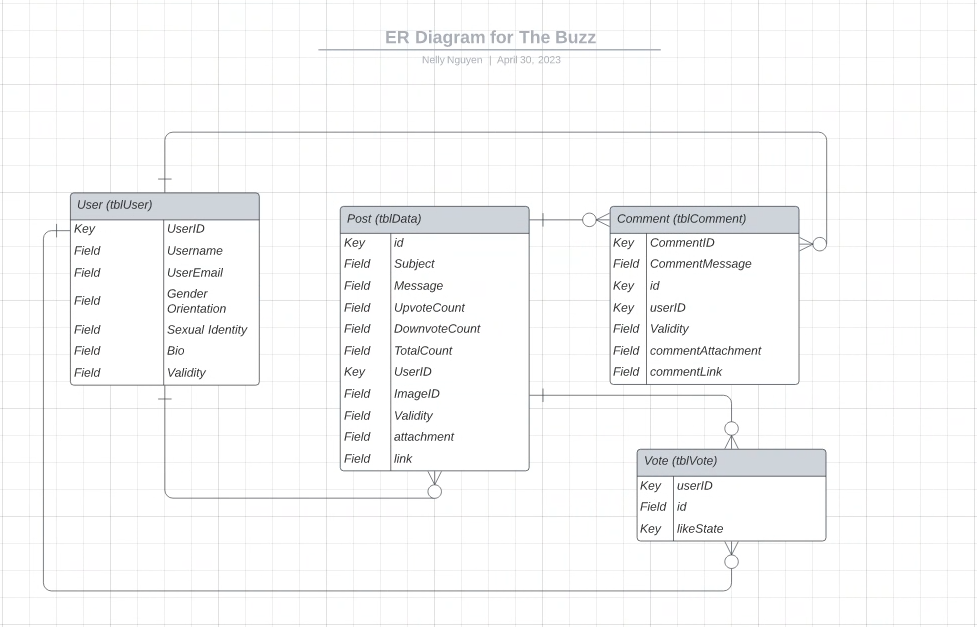 ER Diagram for The Buzz
Nelly Nguyen | April 30, 2023
User (tblUser)
Key UserID
Field Username
Field UserEmail
Field Gender
Orientation
Field Sexual Identity
Field Bio
Field Validity
Post (tblData)
Key id
Field Subject
Field Message
Field UpvoteCount
Field DownvoteCount
Field TotalCount
Key UserID
Field ImageID
Field Validity
Field attachment
Field link
Comment (tblComment)
Key CommentID
Field CommentMessage
Key id
Key userID
Field Validity
Field commentAttachment
Field commentLink
Vote (tblVote)
Key userID
Field id
Key likeState